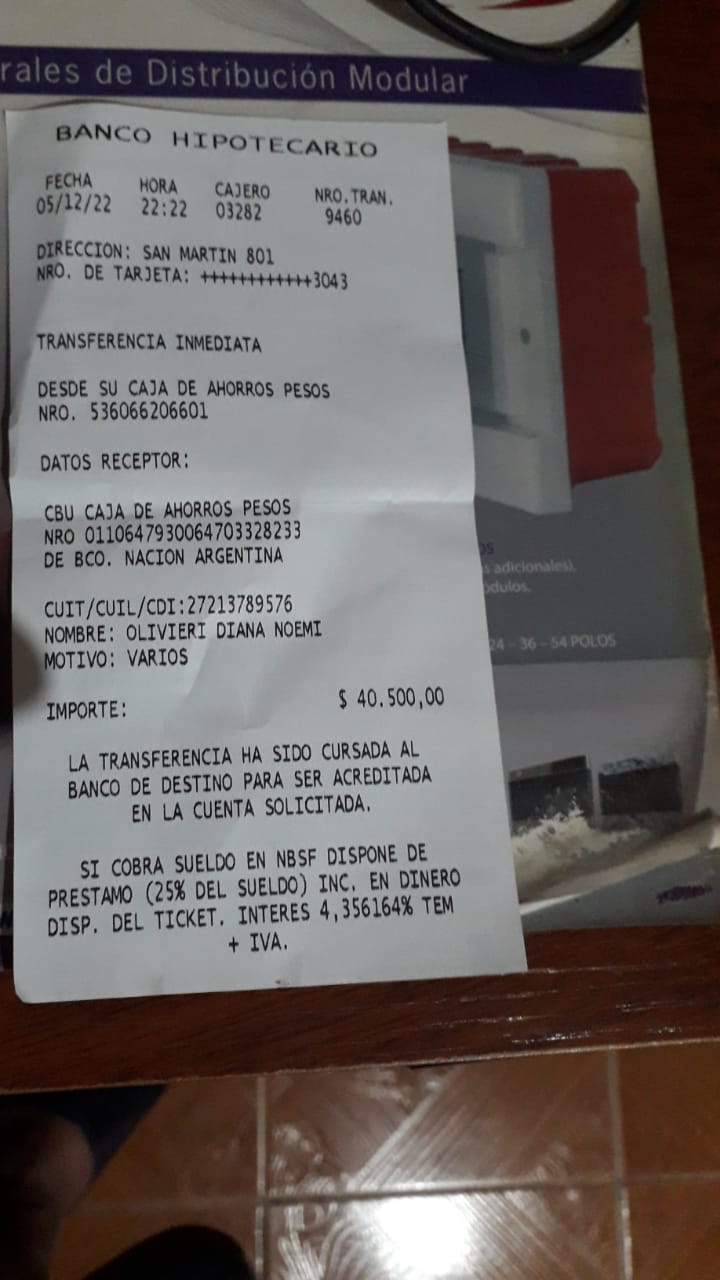 rales de Distribución Modular
BANCO HIPOTECARIO
FECHA HORA CAJERO NRO.TRAN.
05/12/22 22:22 03282 9460
DIRECCION: SAN MARTIN 801
NRO. DE TARJETA: ++++++++++++3043
TRANSFERENCIA INMEDIATA
DESDE SU CAJA DE AHORROS PESOS
NRO. 536066206601
DATOS RECEPTOR:
CBU CAJA DE AHORROS PESOS
NRO 0110647930064703328233
DE BCO. NACION ARGENTINA
CUIT/CUIL/CDI:27213789576
NOMBRE: OLIVIERI DIANA NOEMI
MOTIVO: VARIOS
IMPORTE: $ 40.500,00
LA TRANSFERENCIA HA SIDO CURSADA AL
BANCO DE DESTINO PARA SER ACREDITADA
EN LA CUENTA SOLICITADA.
SI COBRA SUELDO EN NBSF DISPONE DE
PRESTAMO (25% DEL SUELDO) INC. EN DINERO
DISP. DEL TICKET. INTERES 4,356164% TEM
+ IVA.
os
s adicionales),
ódulos.
24 - 36 - 54 POLOS